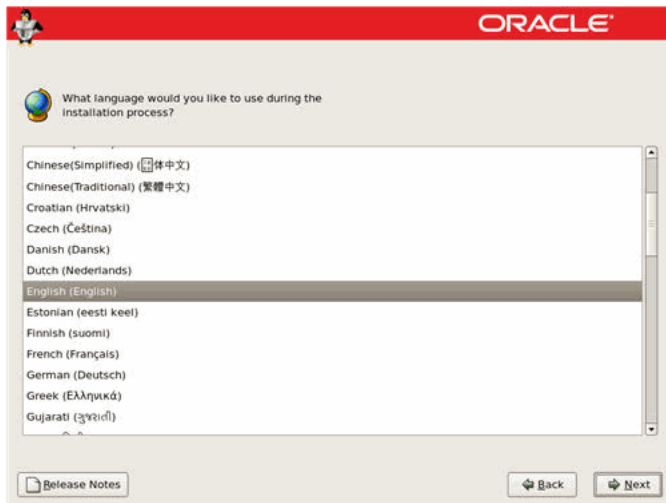 ORACLE
What language would you like to use during the
installation process?
Chinese(Simplified) (体中文)
Chinese(Traditional) (繁體中文)
Croatian (Hrvatski)
Czech (Čeština)
Danish (Dansk)
Dutch (Nederlands)
English (English)
Estonian (eesti keel)
Finnish (suomi)
French (Français)
German (Deutsch)
Greek (Ελληνικά)
Gujarati (ગુજરાતી)
Release Notes
Back
Next